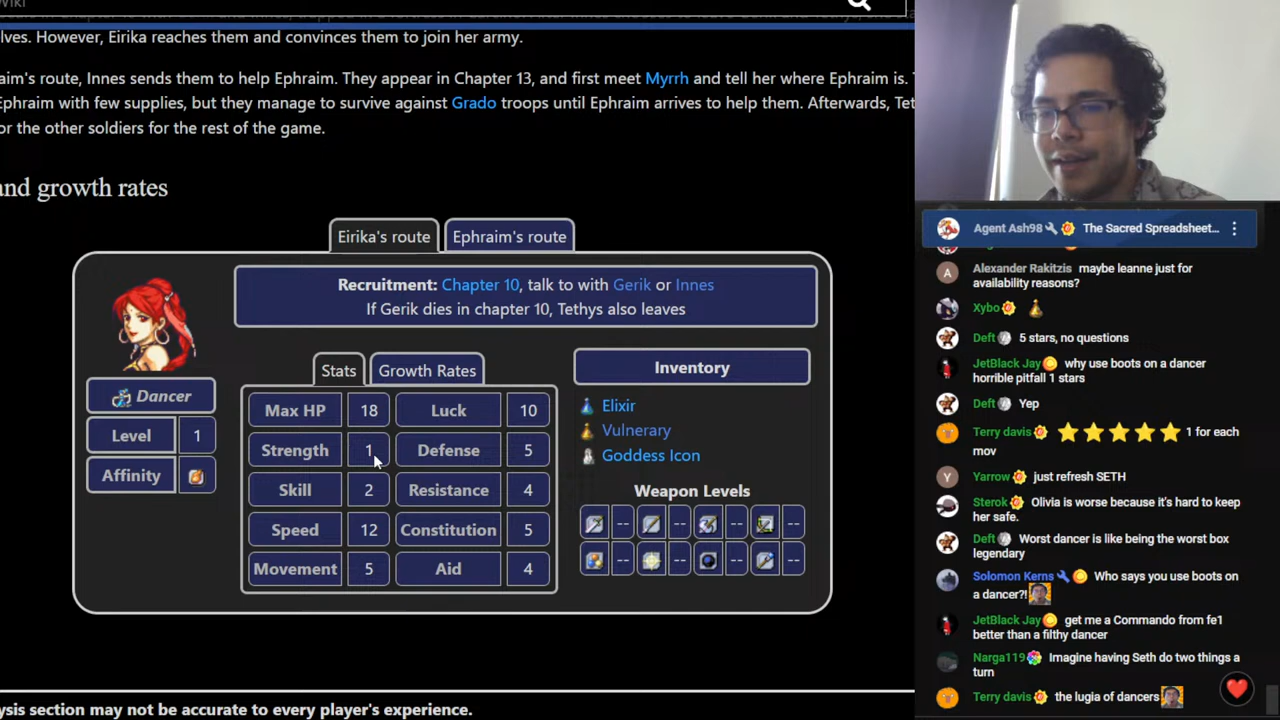 Wiki
lves. However, Eirika reaches them and convinces them to join her army.
aim's route, Innes sends them to help Ephraim. They appear in Chapter 13, and first meet Myrrh and tell her where Ephraim is.
Ephraim with few supplies, but they manage to survive against Grado troops until Ephraim arrives to help them. Afterwards, Tet
or the other soldiers for the rest of the game.
and growth rates
Eirika's route
Ephraim's route
Recruitment: Chapter 10, talk to with Gerik or Innes
If Gerik dies in chapter 10, Tethys also leaves
Dancer
Level 1
Affinity
Stats
Growth Rates
Max HP 18 Luck 10
Strength 1 Defense 5
Skill 2 Resistance 4
Speed 12 Constitution 5
Movement 5 Aid 4
Inventory
Elixir
Vulnerary
Goddess Icon
Weapon Levels
-- -- -- --
-- -- -- --
ysis section may not be accurate to every player's experience.
Agent Ash98 The Sacred Spreadsheet...
Alexander Rakitzis maybe leanne just for
availability reasons?
Xybo
Deft 5 stars, no questions
JetBlack Jay why use boots on a dancer
horrible pitfall 1 stars
Deft Yep
Terry davis 1 for each
mov
Yarrow just refresh SETH
Sterok Olivia is worse because it's hard to keep
her safe.
Deft Worst dancer is like being the worst box
legendary
Solomon Kerns Who says you use boots on
a dancer?!
JetBlack Jay get me a Commando from fe1
better than a filthy dancer
Narga119 Imagine having Seth do two things a
turn
Terry davis the lugia of dancers